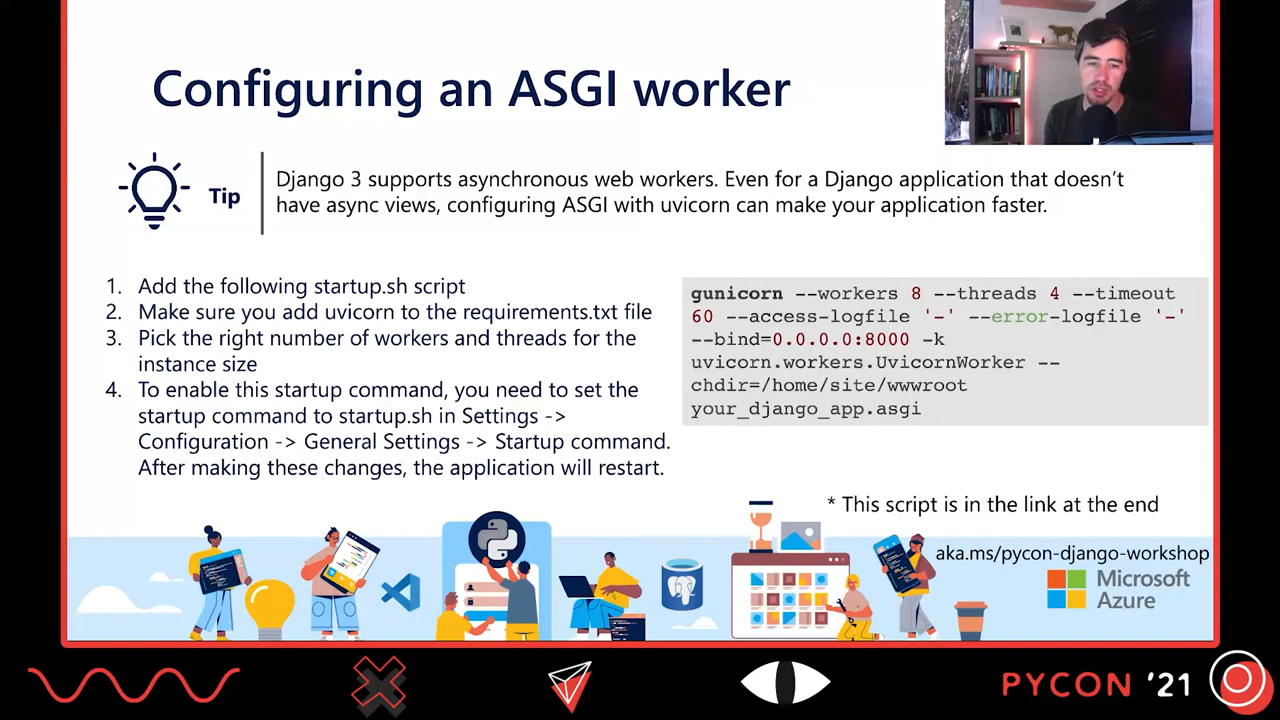 Configuring an ASGI worker
Tip
Django 3 supports asynchronous web workers. Even for a Django application that doesn't
have async views, configuring ASGI with uvicorn can make your application faster.
1. Add the following startup.sh script
2. Make sure you add uvicorn to the requirements.txt file
3. Pick the right number of workers and threads for the
instance size
4. To enable this startup command, you need to set the
startup command to startup.sh in Settings ->
Configuration -> General Settings -> Startup command.
After making these changes, the application will restart.
gunicorn --workers 8 --threads 4 --timeout
60 --access-logfile '-' --error-logfile '-'
--bind=0.0.0.0:8000 -k
uvicorn.workers.UvicornWorker --
chdir=/home/site/wwwroot
your_django_app.asgi
* This script is in the link at the end
aka.ms/pycon-django-workshop
Microsoft
Azure
PYCON '21